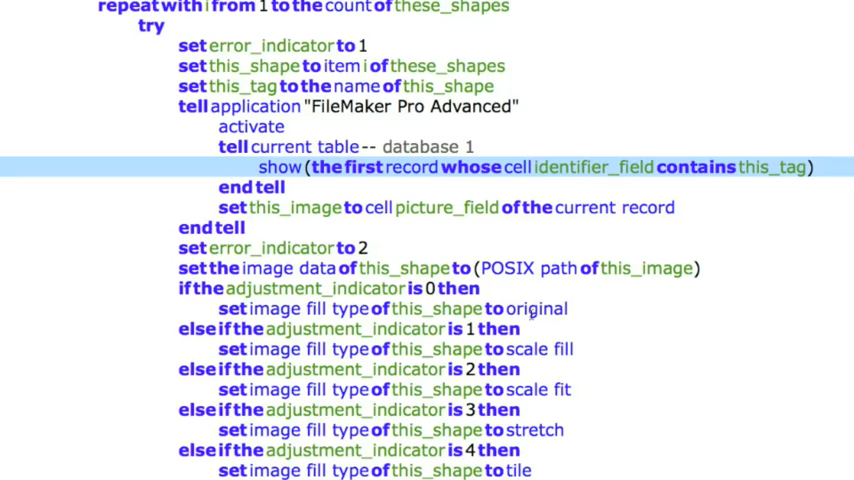 repeat with i from 1 to the count of these_shapes
try
set error_indicator to 1
set this_shape to item i of these_shapes
set this_tag to the name of this_shape
tell application "FileMaker Pro Advanced"
activate
tell current table -- database 1
show (the first record whose cell identifier_field contains this_tag)
end tell
set this_image to cell picture_field of the current record
end tell
set error_indicator to 2
set the image data of this_shape to (POSIX path of this_image)
if the adjustment_indicator is 0 then
set image fill type of this_shape to original
else if the adjustment_indicator is 1 then
set image fill type of this_shape to scale fill
else if the adjustment_indicator is 2 then
set image fill type of this_shape to scale fit
else if the adjustment_indicator is 3 then
set image fill type of this_shape to stretch
else if the adjustment_indicator is 4 then
set image fill type of this_shape to tile